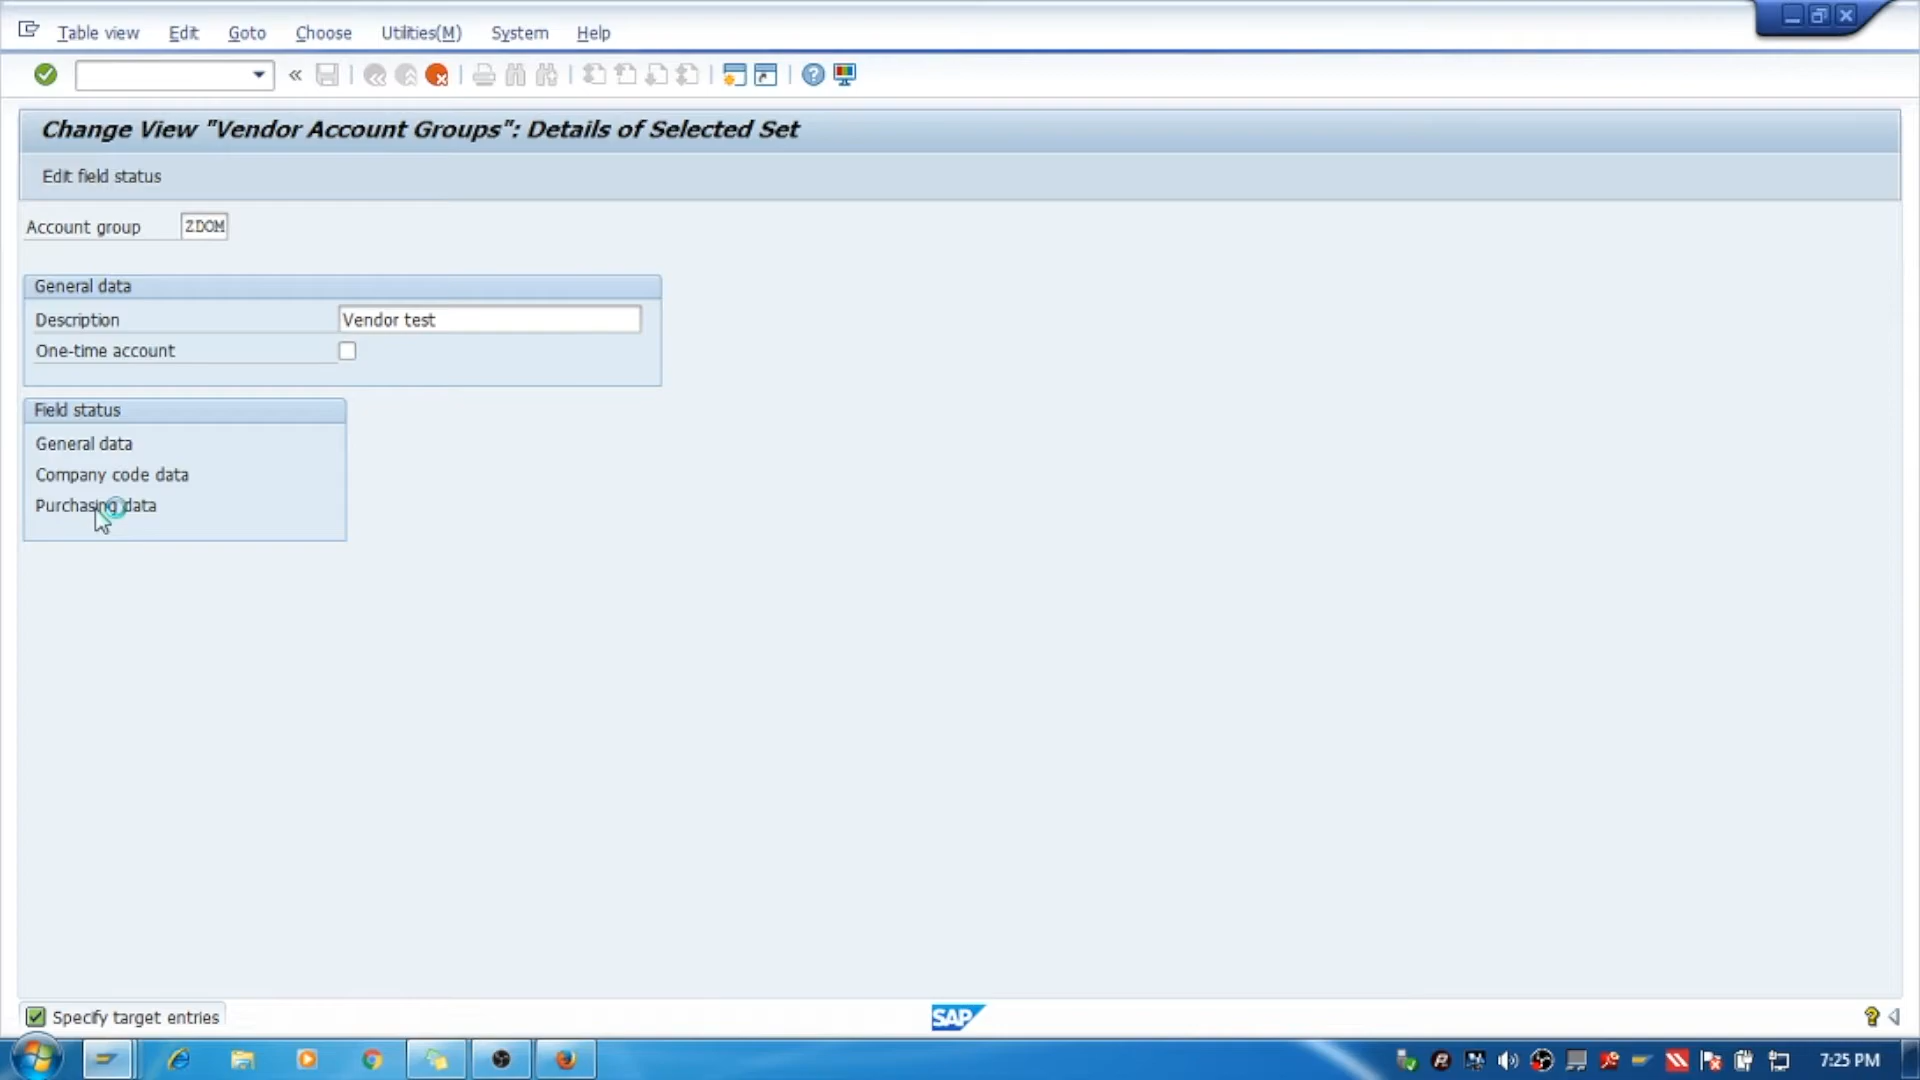 Table view Edit Goto Choose Utilities(M) System Help
Change View "Vendor Account Groups": Details of Selected Set
Edit field status
Account group ZDOM
General data
Description Vendor test
One-time account
Field status
General data
Company code data
Purchasing data
Specify target entries
SAP
7:25 PM